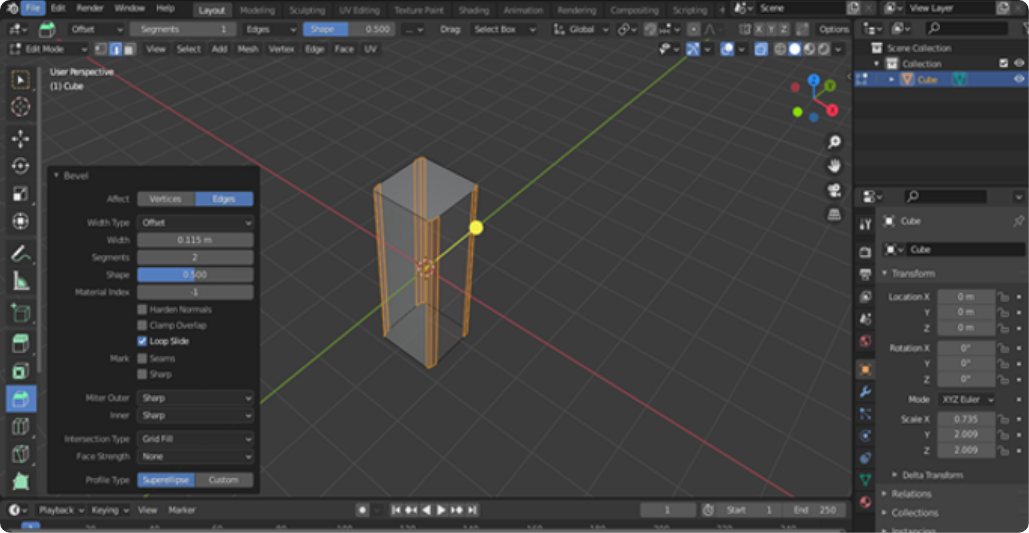 File Edit Render Window Help Layout Modeling Sculpting UV Editing Texture Paint Shading Animation Rendering Compositing Scripting Scene View Layer
Offset Segments 1 Edges Shape 0.500 Drag: Select Box Global X Y Z Options
Edit Mode View Select Add Mesh Vertex Edge Face UV
User Perspective
(1) Cube
Scene Collection
Collection
Cube
Z
Y
X
Bevel
Affect Vertices Edges
Width Type Offset
Width 0.115 m
Segments 2
Shape 0.500
Material Index -1
Harden Normals
Clamp Overlap
Loop Slide
Mark Seams
Sharp
Miter Outer Sharp
Inner Sharp
Intersection Type Grid Fill
Face Strength None
Profile Type Superellipse Custom
Cube
Cube
Transform
Location X 0 m
Y 0 m
Z 0 m
Rotation X 0°
Y 0°
Z 0°
Mode XYZ Euler
Scale X 0.735
Y 2.009
Z 2.009
Delta Transform
Relations
Collections
Instancing
Playback Keying View Marker 1 Start 1 End 250